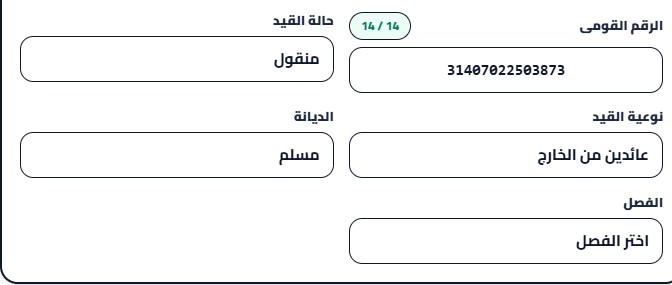 الرقم القومى
14 / 14
حالة القيد
31407022503873
منقول
نوعية القيد
الديانة
عائدين من الخارج
مسلم
الفصل
اختر الفصل